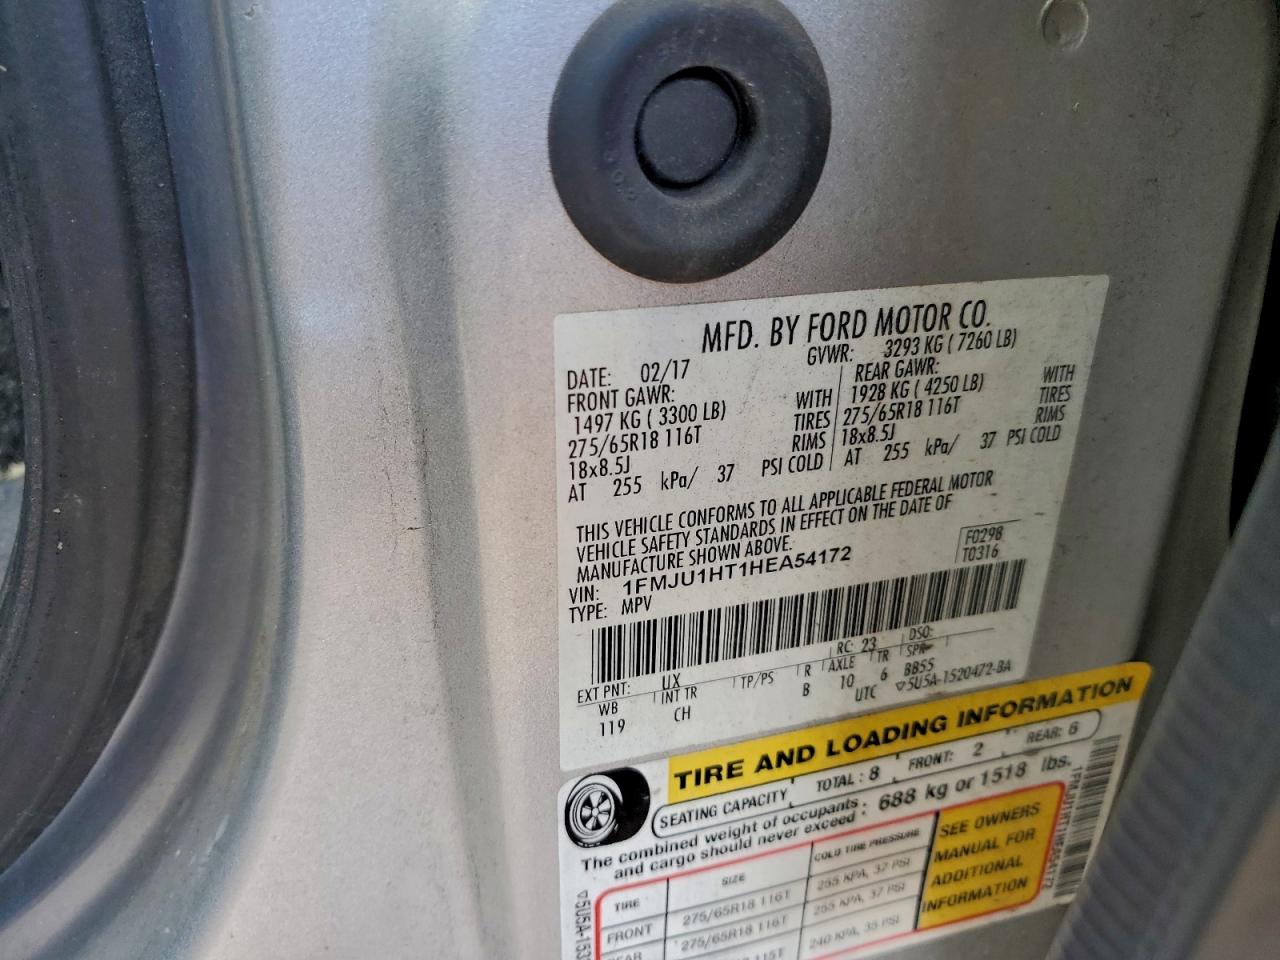 MFD. BY FORD MOTOR CO.
DATE: 02/17 GVWR: 3293 KG ( 7260 LB)
FRONT GAWR: REAR GAWR:
1497 KG ( 3300 LB) WITH 1928 KG ( 4250 LB) WITH
275/65R18 116T TIRES 275/65R18 116T TIRES
18x8.5J RIMS 18x8.5J RIMS
AT 255 kPa/ 37 PSI COLD AT 255 kPa/ 37 PSI COLD
THIS VEHICLE CONFORMS TO ALL APPLICABLE FEDERAL MOTOR
VEHICLE SAFETY STANDARDS IN EFFECT ON THE DATE OF
MANUFACTURE SHOWN ABOVE.
F0298
T0316
VIN: 1FMJU1HT1HEA54172
TYPE: MPV
EXT PNT: UX RC: 23 DSO:
WB INT TR TP/PS R AXLE TR SPR
119 CH B 10 6 BB55
UTC ▽5U5A-1520472-BA
TIRE AND LOADING INFORMATION
SEATING CAPACITY TOTAL : 8 FRONT: 2 REAR: 6
The combined weight of occupants
and cargo should never exceed : 688 kg or 1518 lbs.
TIRE SIZE COLD TIRE PRESSURE
FRONT 275/65R18 116T 255 KPA, 37 PSI
REAR 275/65R18 116T 255 KPA, 37 PSI
115T 240 KPA, 35 PSI
SEE OWNERS
MANUAL FOR
ADDITIONAL
INFORMATION
1FMJU1HT1HEA54172